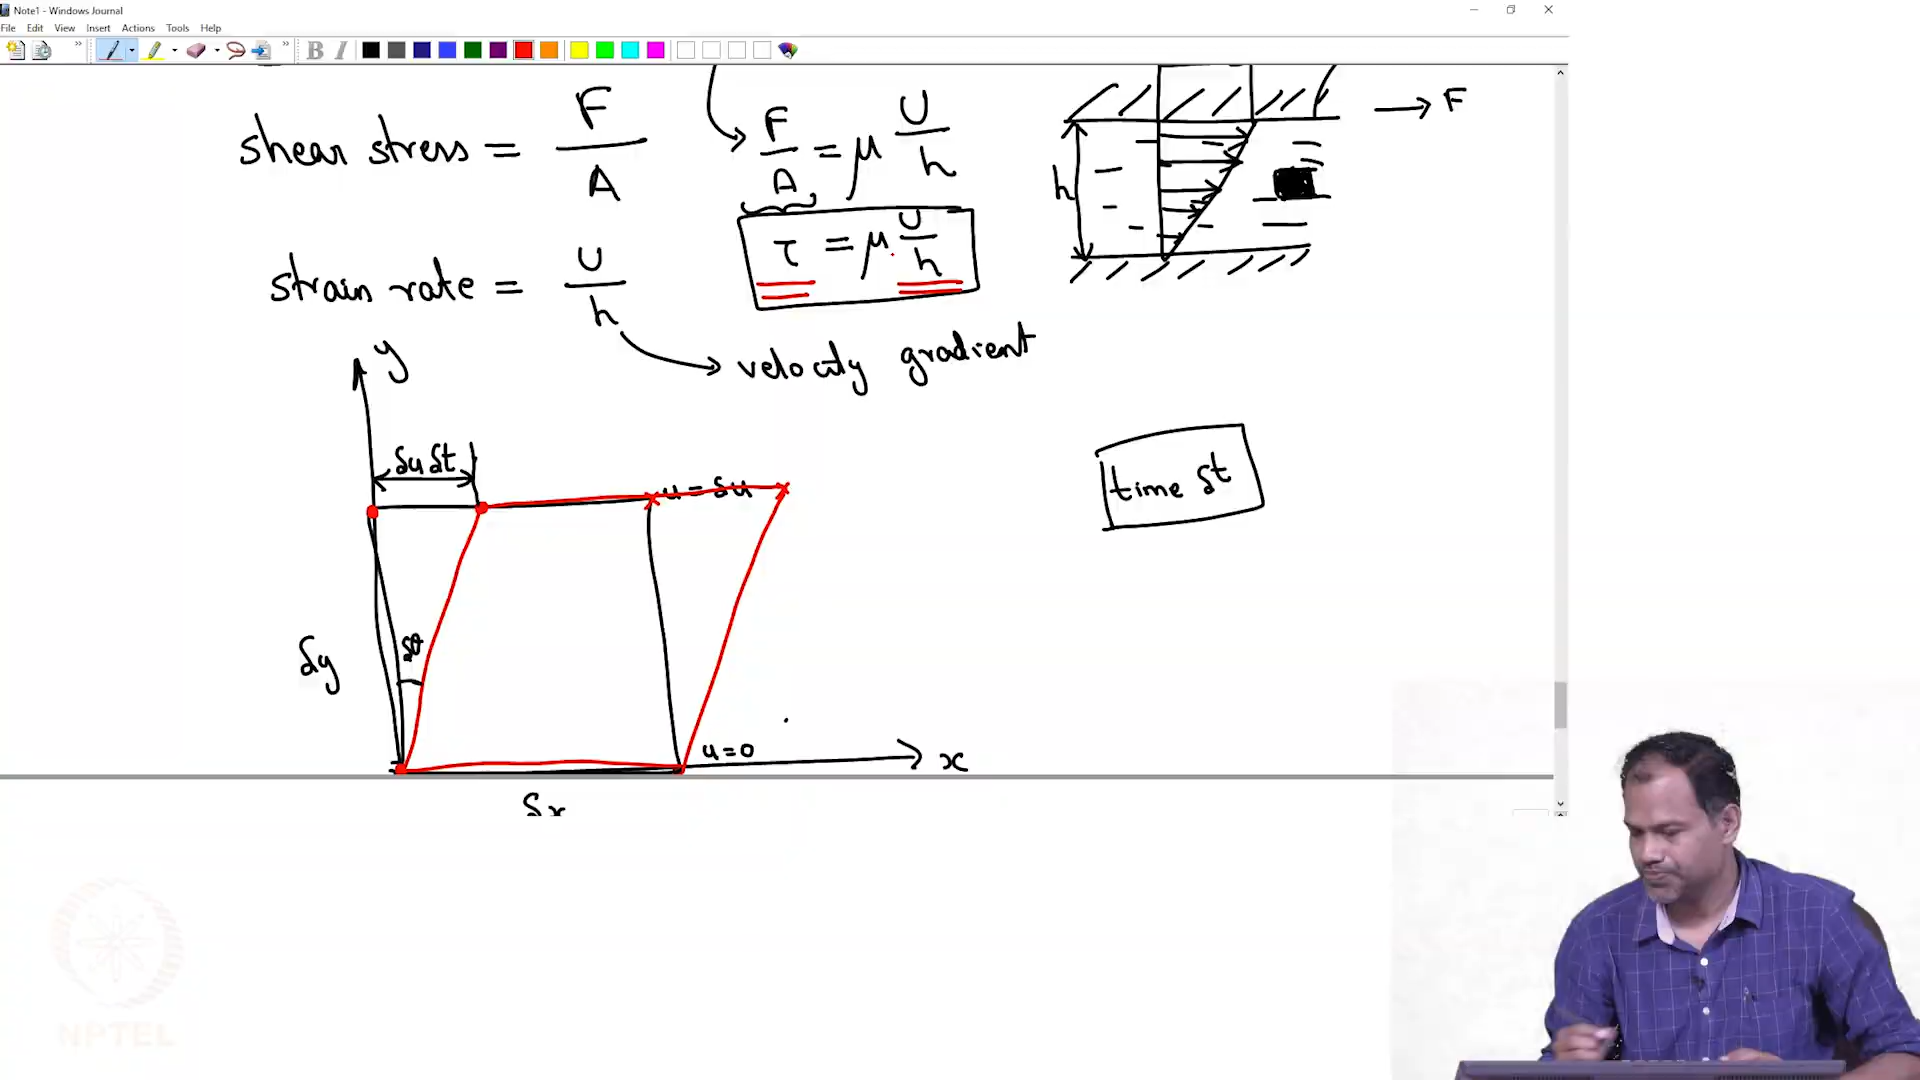 Note1 - Windows Journal
File Edit View Insert Actions Tools Help
B I
shear stress = F/A
F/A = μ U/h
→ F
h
τ = μ U/h
strain rate = U/h
→ velocity gradient
y
δu δt
u = δu
time δt
δθ
δy
u=0
x
δx
NPTEL